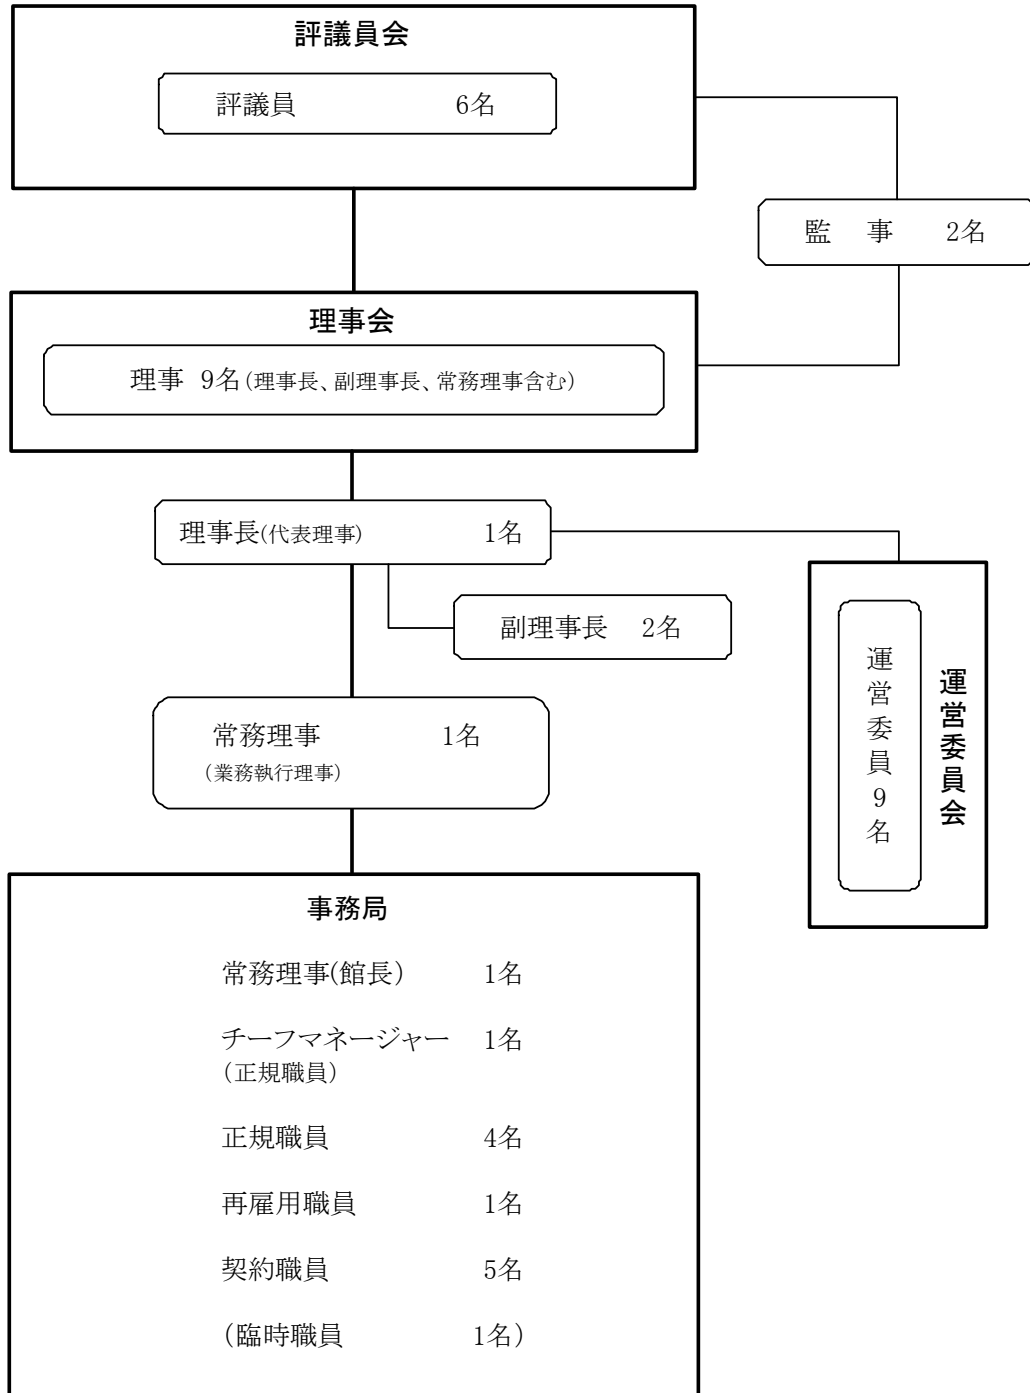 評議員会
評議員 6名
監 事 2名
理事会
理事 9名(理事長、副理事長、常務理事含む)
理事長(代表理事) 1名
副理事長 2名
運営委員会
運営委員9名
常務理事 1名
(業務執行理事)
事務局
常務理事(館長) 1名
チーフマネージャー 1名
(正規職員)
正規職員 4名
再雇用職員 1名
契約職員 5名
(臨時職員 1名)